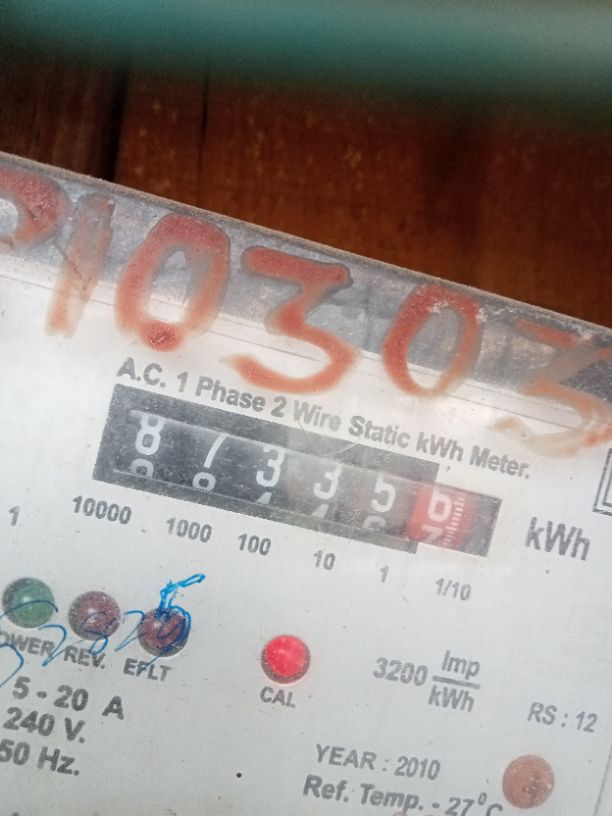 10303
A.C. 1 Phase 2 Wire Static kWh Meter.
8 7 3 3 5 6
kWh
1 10000 1000 100 10 1 1/10
REV. EFLT
CAL
3200 Imp/kWh
RS : 12
5 - 20 A
240 V.
50 Hz.
YEAR : 2010
Ref. Temp. - 27°C